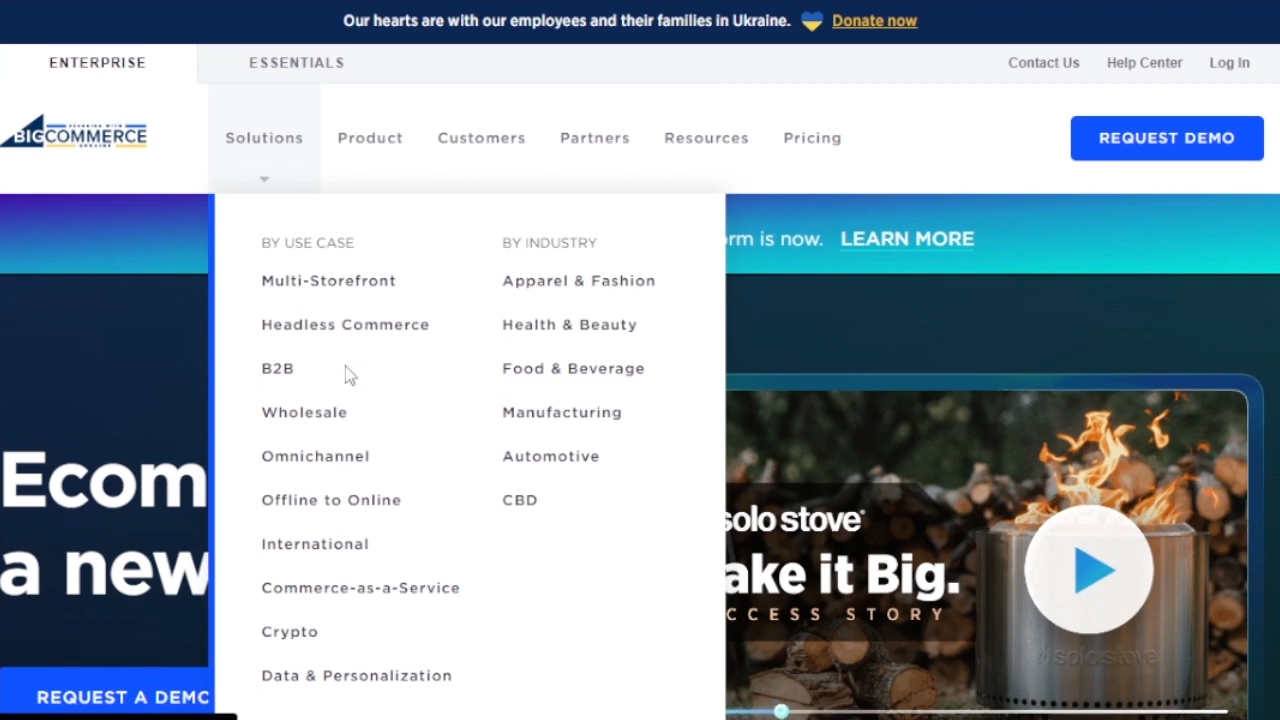 Our hearts are with our employees and their families in Ukraine. Donate now
ENTERPRISE
ESSENTIALS
Contact Us
Help Center
Log In
BIGCOMMERCE
UKRAINE
Solutions
Product
Customers
Partners
Resources
Pricing
REQUEST DEMO
rm is now. LEARN MORE
BY USE CASE
Multi-Storefront
Headless Commerce
B2B
Wholesale
Omnichannel
Offline to Online
International
Commerce-as-a-Service
Crypto
Data & Personalization
BY INDUSTRY
Apparel & Fashion
Health & Beauty
Food & Beverage
Manufacturing
Automotive
CBD
Ecom
a new
REQUEST A DEMO
solo stove
ake it Big.
CCESS STORY
solo stove